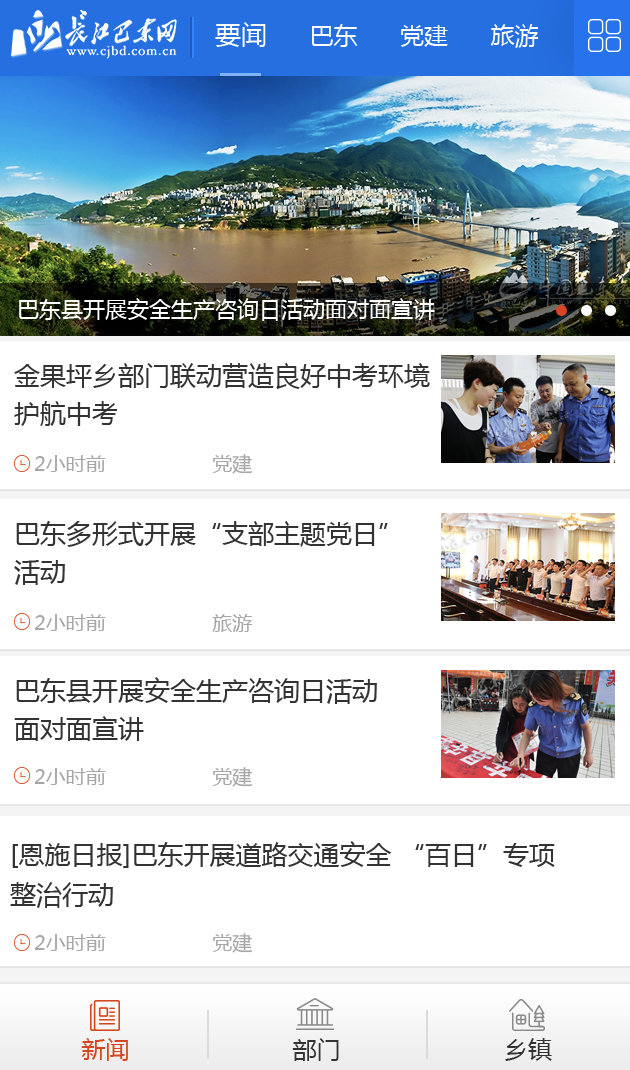 长江巴东网
www.cjbd.com.cn
要闻 巴东 党建 旅游
巴东县开展安全生产咨询日活动面对面宣讲
金果坪乡部门联动营造良好中考环境
护航中考
2小时前 党建
巴东多形式开展“支部主题党日”
活动
2小时前 旅游
巴东县开展安全生产咨询日活动
面对面宣讲
2小时前 党建
[恩施日报]巴东开展道路交通安全 “百日”专项
整治行动
2小时前 党建
新闻 部门 乡镇